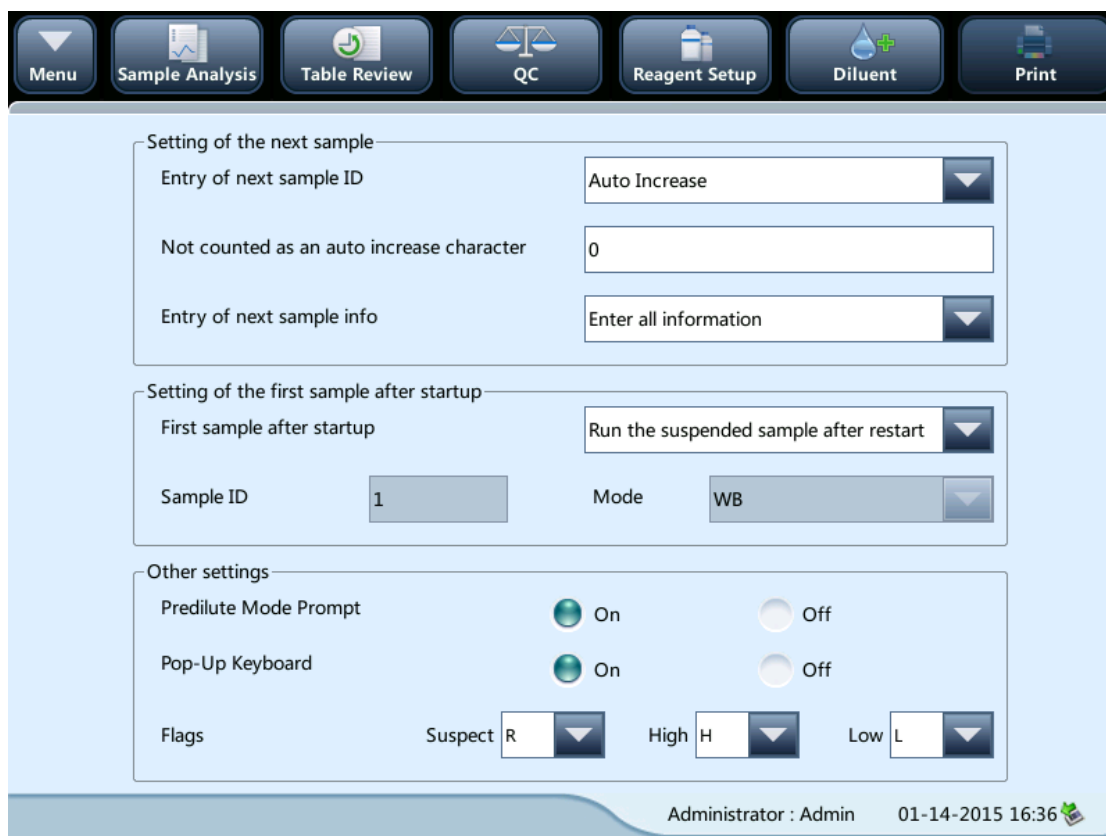 Menu Sample Analysis Table Review QC Reagent Setup Diluent Print
Setting of the next sample
Entry of next sample ID Auto Increase
Not counted as an auto increase character 0
Entry of next sample info Enter all information
Setting of the first sample after startup
First sample after startup Run the suspended sample after restart
Sample ID 1 Mode WB
Other settings
Predilute Mode Prompt On Off
Pop-Up Keyboard On Off
Flags Suspect R High H Low L
Administrator : Admin 01-14-2015 16:36